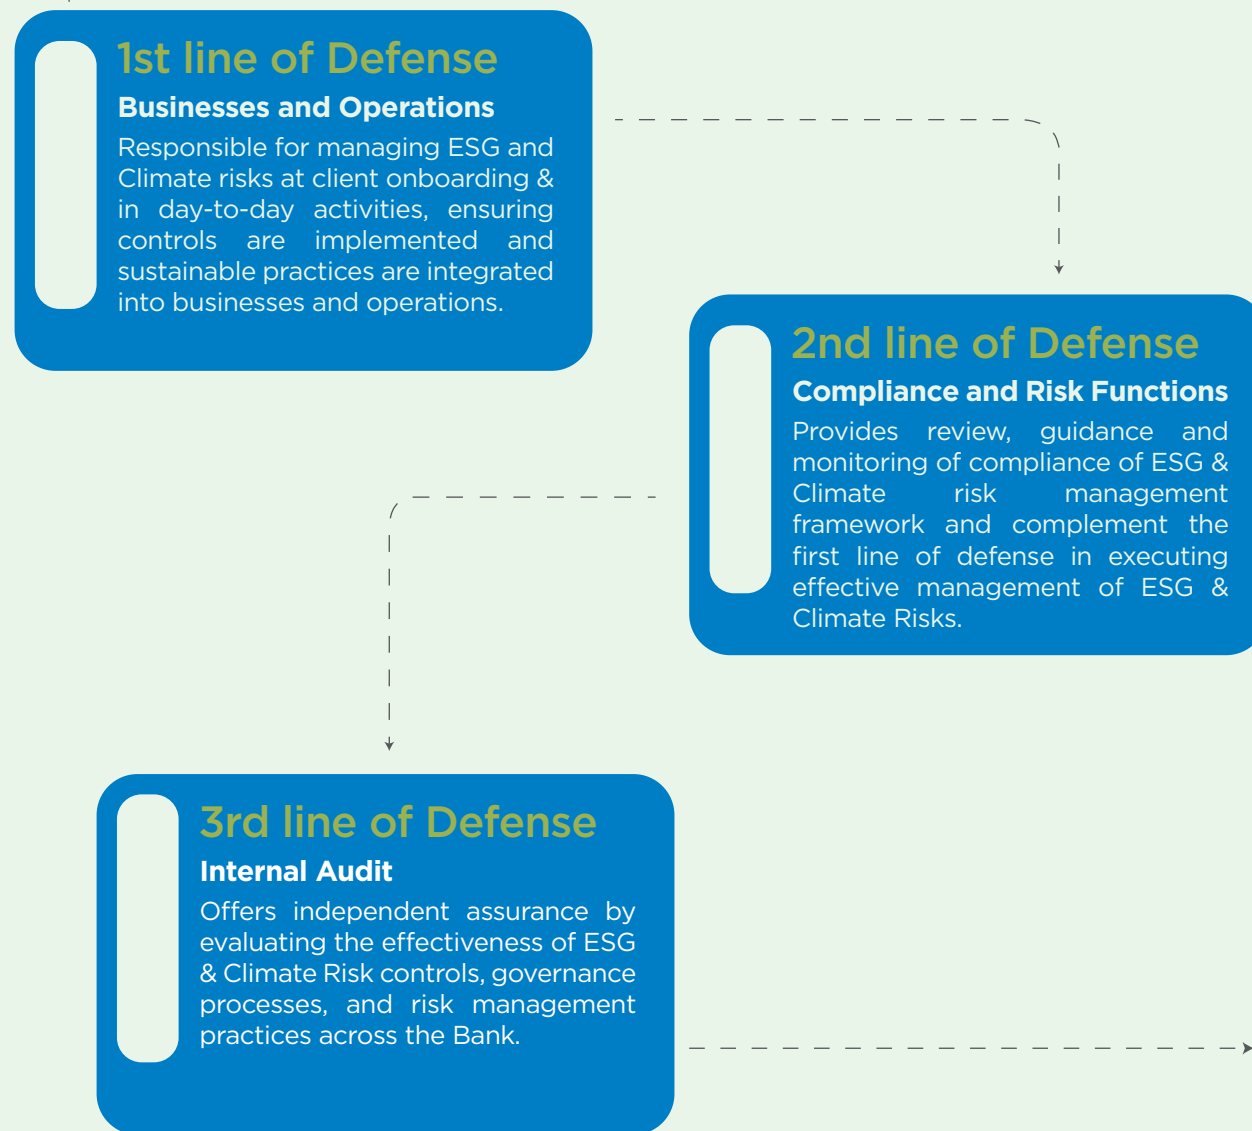 1st line of Defense
Businesses and Operations
Responsible for managing ESG and
Climate risks at client onboarding &
in day-to-day activities, ensuring
controls are implemented and
sustainable practices are integrated
into businesses and operations.
2nd line of Defense
Compliance and Risk Functions
Provides review, guidance and
monitoring of compliance of ESG &
Climate risk management
framework and complement the
first line of defense in executing
effective management of ESG &
Climate Risks.
3rd line of Defense
Internal Audit
Offers independent assurance by
evaluating the effectiveness of ESG
& Climate Risk controls, governance
processes, and risk management
practices across the Bank.